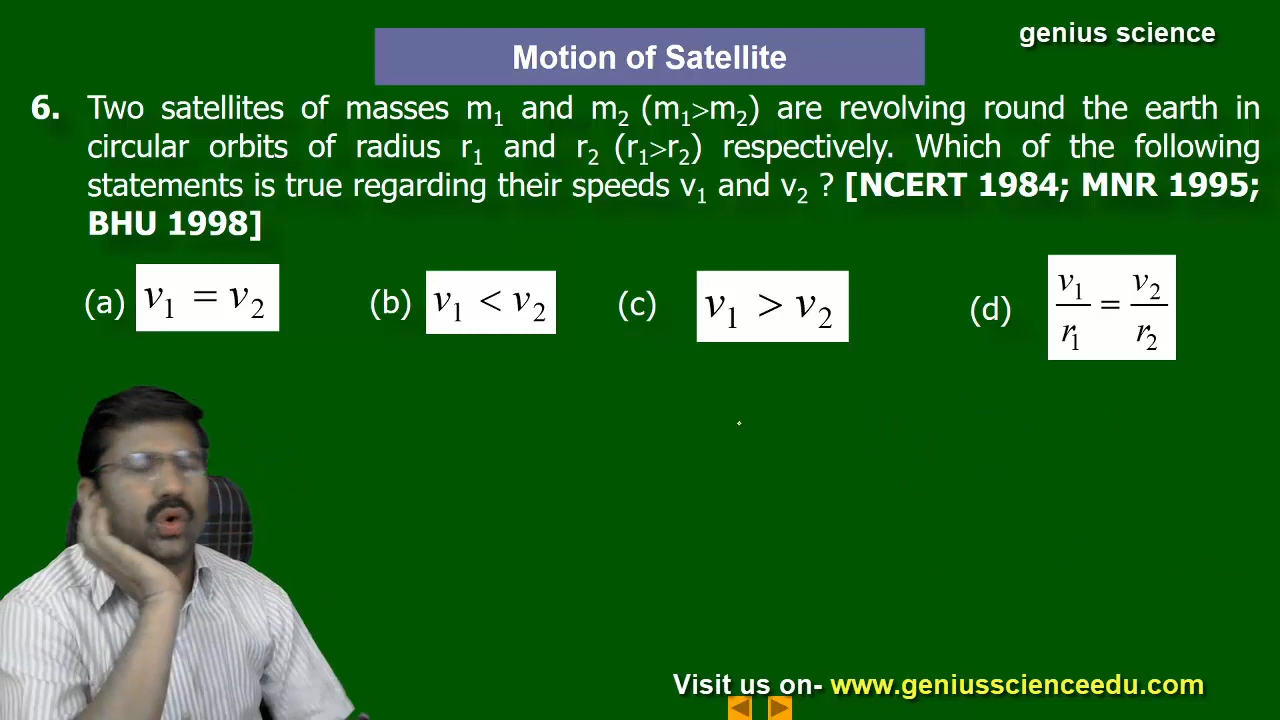 genius science
Motion of Satellite
6. Two satellites of masses m₁ and m₂ (m₁>m₂) are revolving round the earth in
circular orbits of radius r₁ and r₂ (r₁>r₂) respectively. Which of the following
statements is true regarding their speeds v₁ and v₂ ? [NCERT 1984; MNR 1995;
BHU 1998]
(a) v₁ = v₂ (b) v₁ < v₂ (c) v₁ > v₂ (d) v₁/r₁ = v₂/r₂
Visit us on- www.geniusscienceedu.com